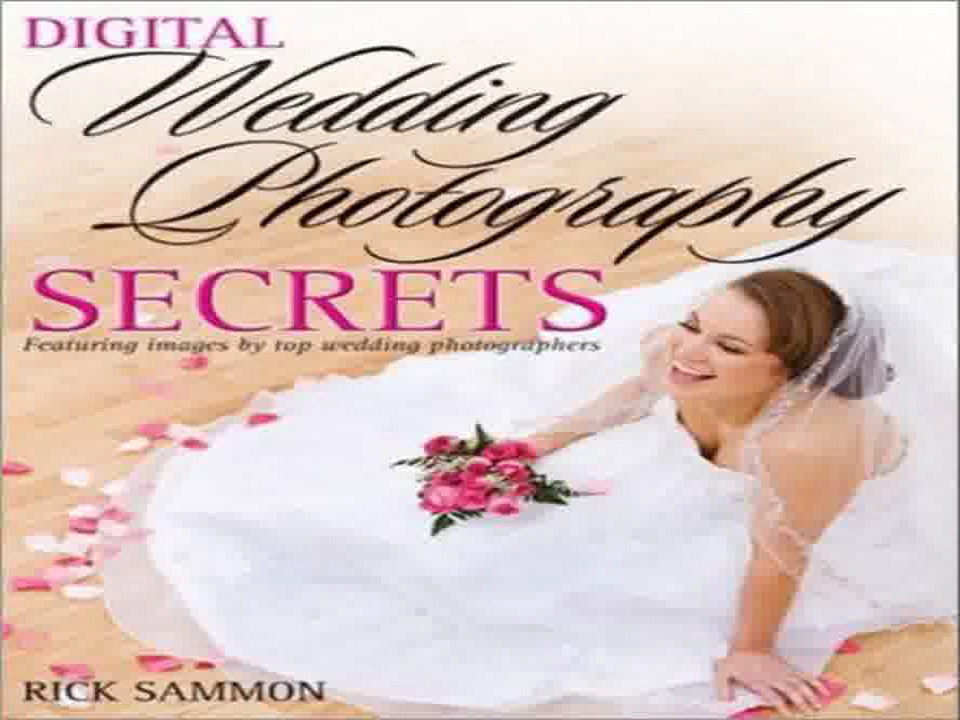 DIGITAL
Wedding
Photography
SECRETS
Featuring images by top wedding photographers
RICK SAMMON